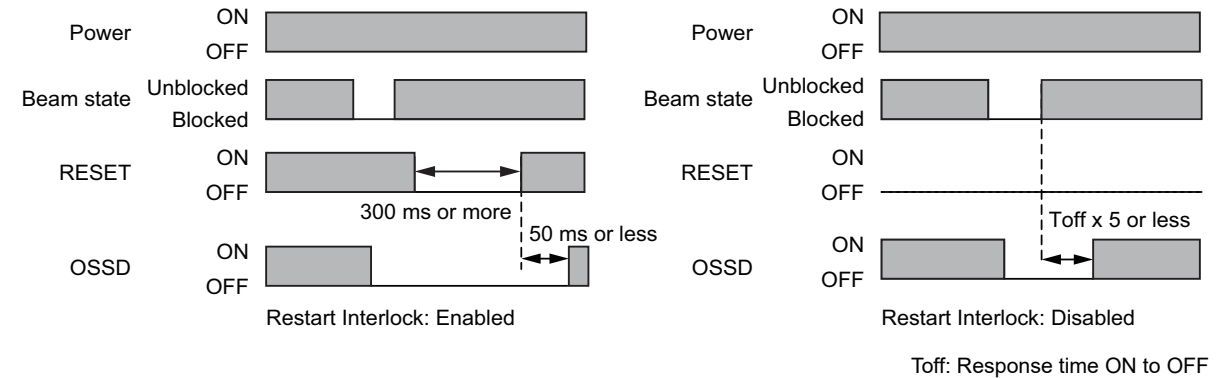 Power
ON
OFF
Beam state
Unblocked
Blocked
RESET
ON
OFF
300 ms or more
50 ms or less
OSSD
ON
OFF
Restart Interlock: Enabled
Power
ON
OFF
Beam state
Unblocked
Blocked
RESET
ON
OFF
Toff x 5 or less
OSSD
ON
OFF
Restart Interlock: Disabled
Toff: Response time ON to OFF